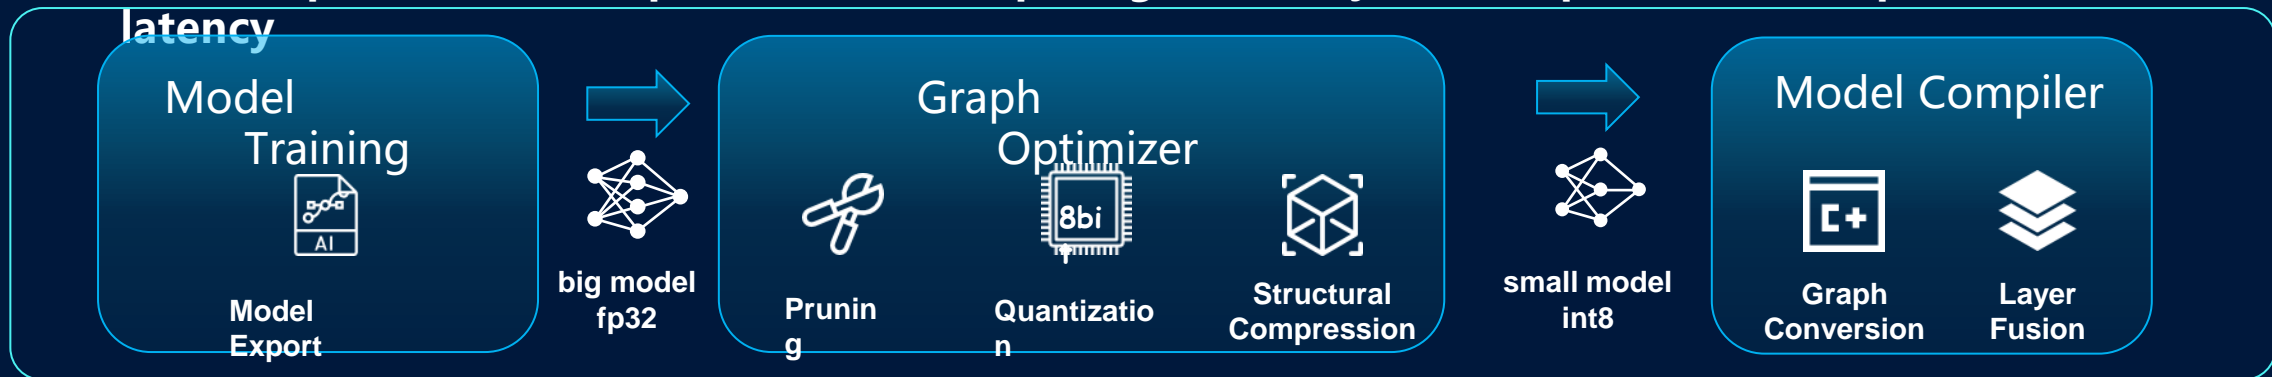 latency
Model
Training
AI
Model
Export
big model
fp32
Graph
Optimizer
Prunin
g
8bi
t
Quantizatio
n
Structural
Compression
small model
int8
Model Compiler
C+
Graph
Conversion
Layer
Fusion